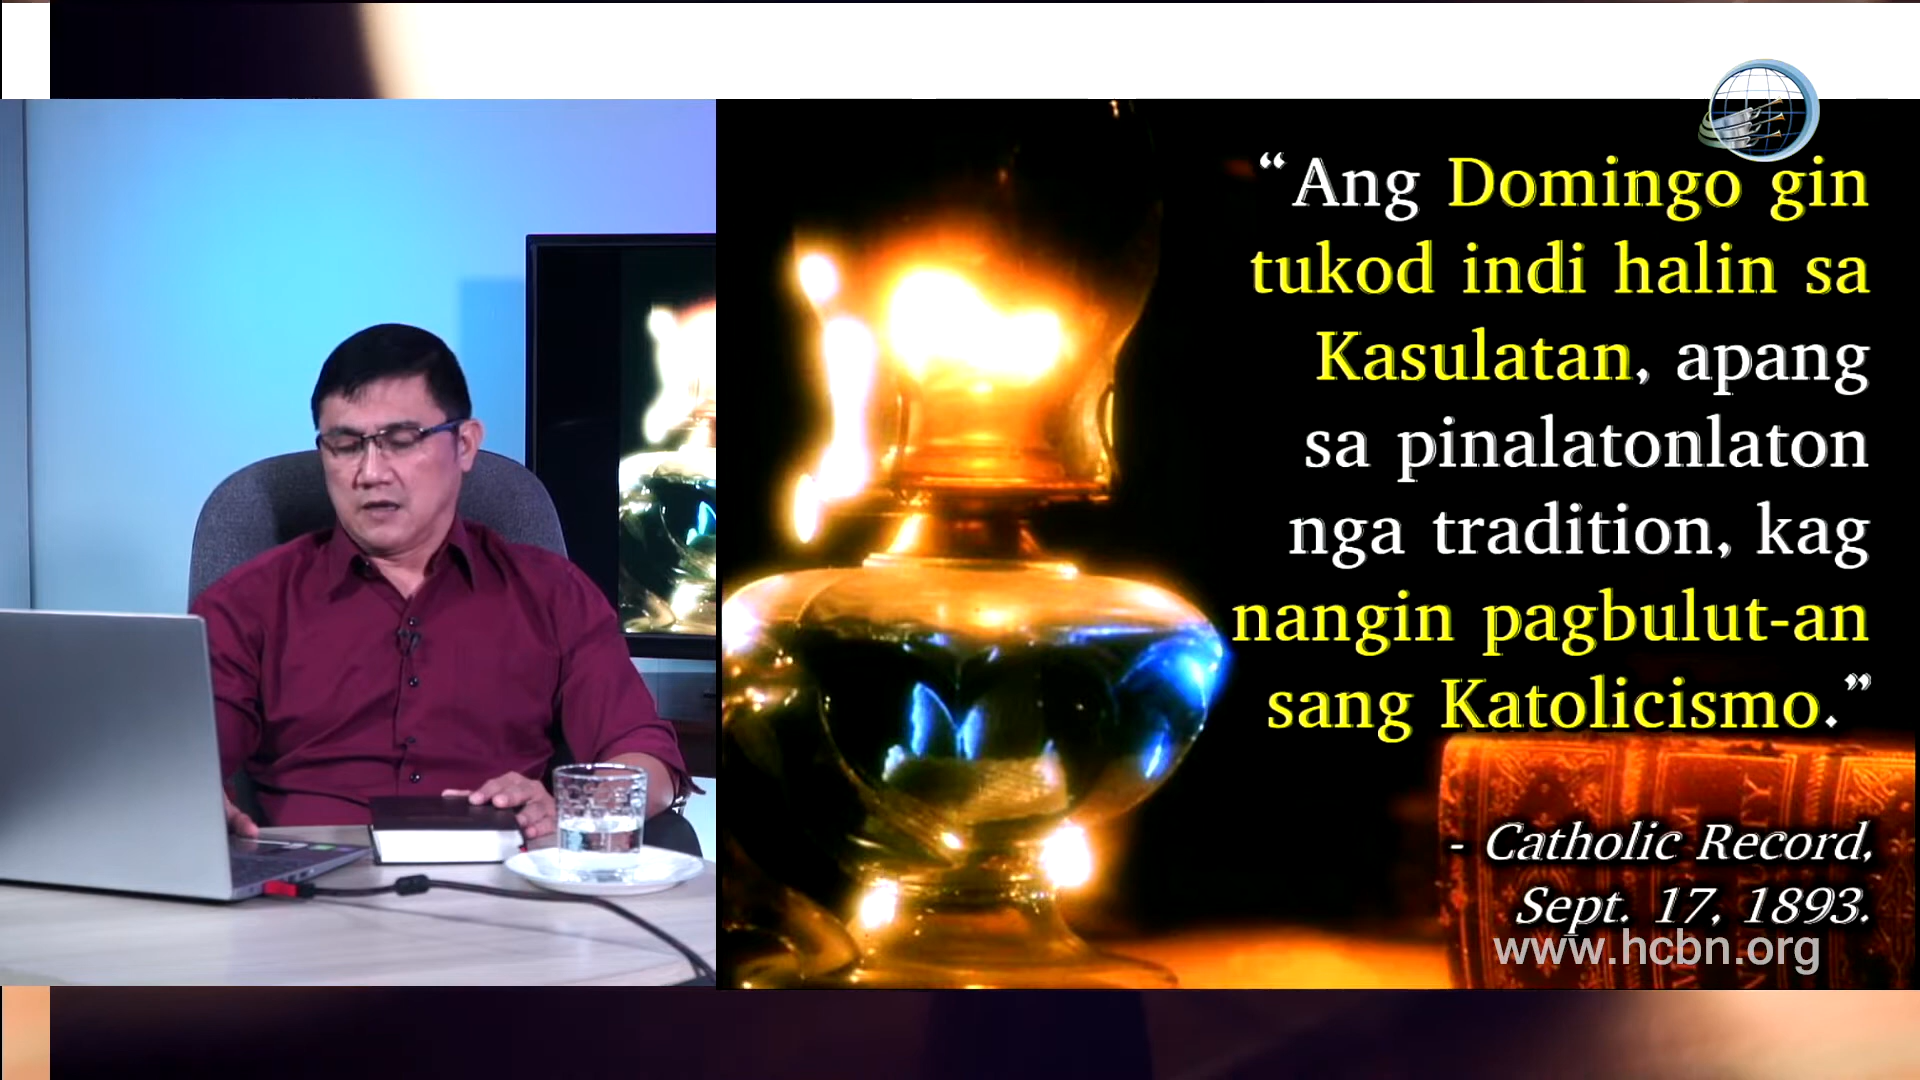 “Ang Domingo gin
tukod indi halin sa
Kasulatan, apang
sa pinalatonlaton
nga tradition, kag
nangin pagbulut-an
sang Katolicismo.”
- Catholic Record,
Sept. 17, 1893.
www.hcbn.org